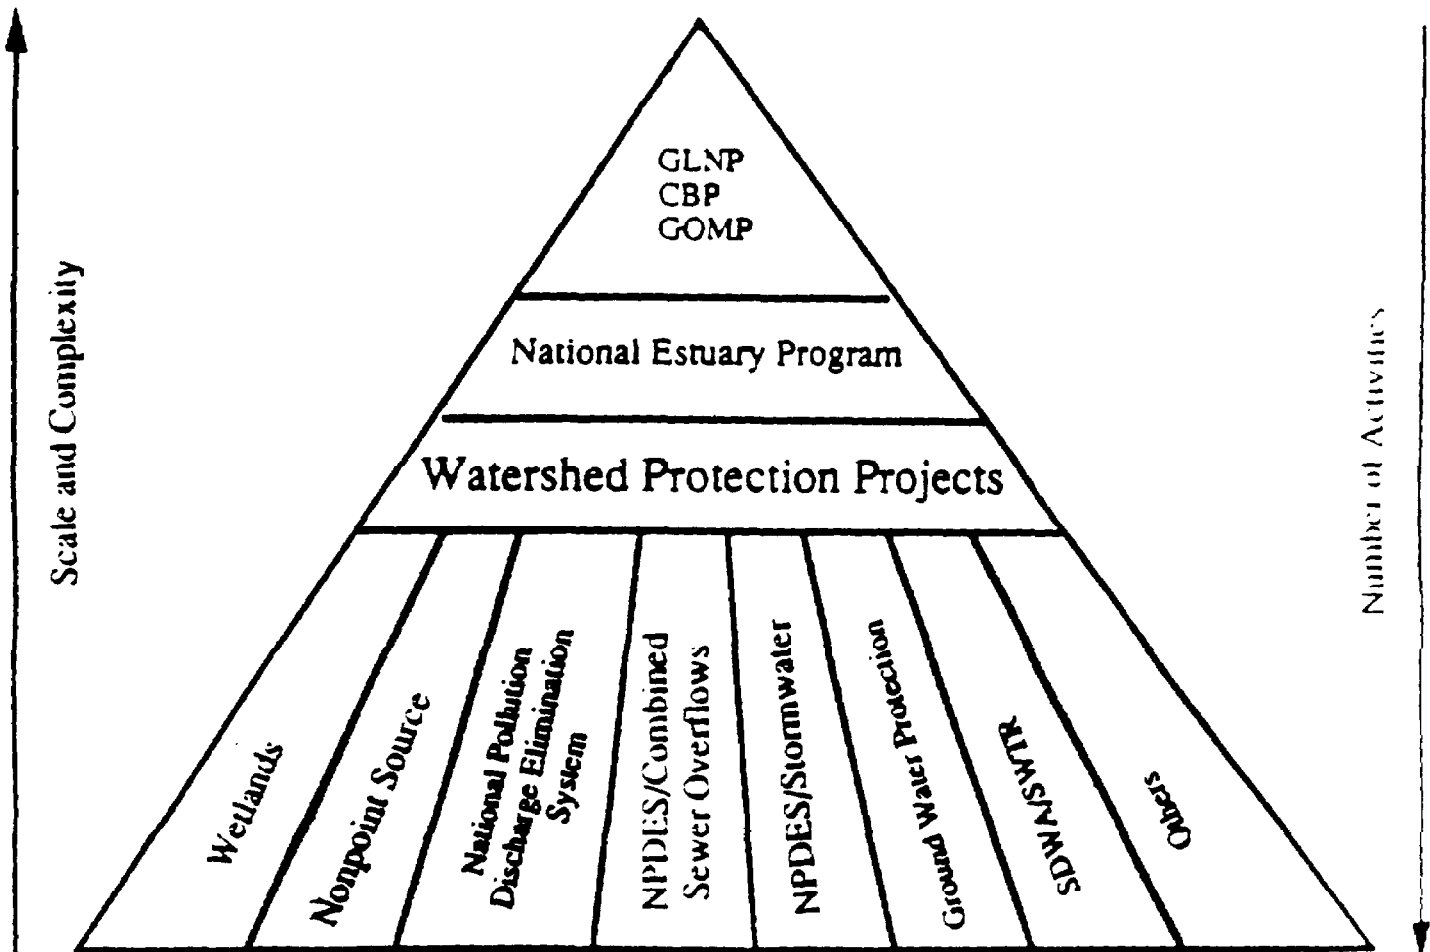 GLNP
CBP
GOMP
National Estuary Program
Watershed Protection Projects
Scale and Complexity
Number of Activities
Wetlands
Nonpoint Source
National Pollution
Discharge Elimination
System
NPDES/Combined
Sewer Overflows
NPDES/Stormwater
Ground Water Protection
SDWA/SWTR
Others